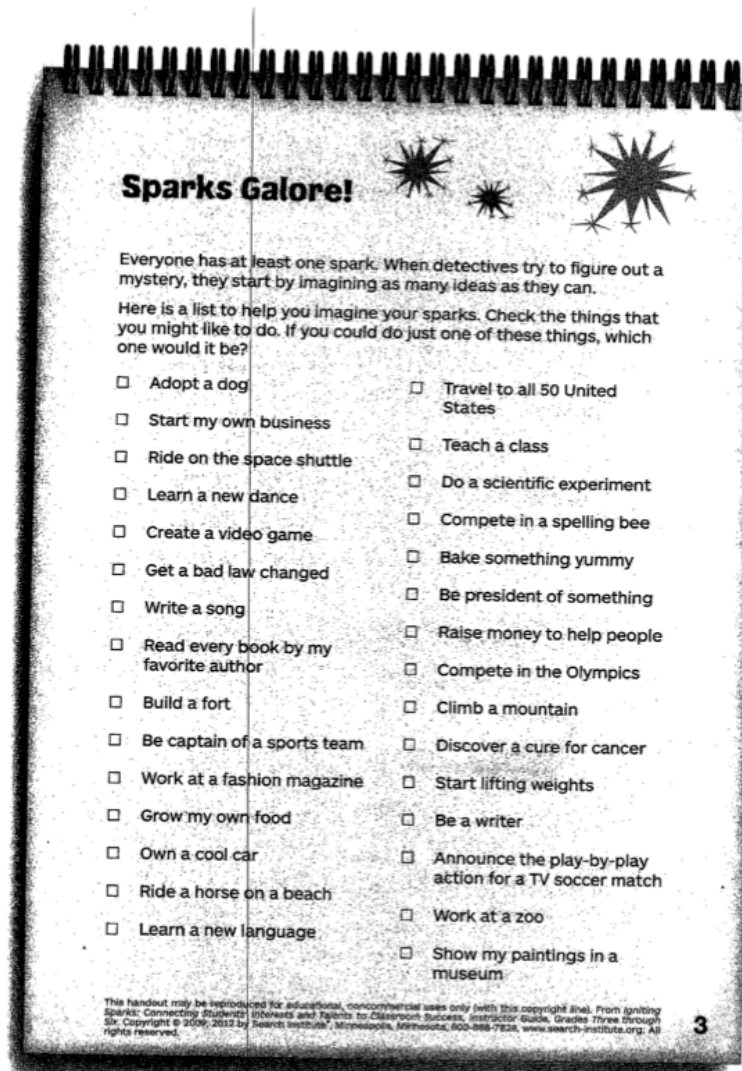 Sparks Galore!
Everyone has at least one spark. When detectives try to figure out a
mystery, they start by imagining as many ideas as they can.
Here is a list to help you imagine your sparks. Check the things that
you might like to do. If you could do just one of these things, which
one would it be?
Adopt a dog
Start my own business
Ride on the space shuttle
Learn a new dance
Create a video game
Get a bad law changed
Write a song
Read every book by my
favorite author
Build a fort
Be captain of a sports team
Work at a fashion magazine
Grow my own food
Own a cool car
Ride a horse on a beach
Learn a new language
Travel to all 50 United
States
Teach a class
Do a scientific experiment
Compete in a spelling bee
Bake something yummy
Be president of something
Raise money to help people
Compete in the Olympics
Climb a mountain
Discover a cure for cancer
Start lifting weights
Be a writer
Announce the play-by-play
action for a TV soccer match
Work at a zoo
Show my paintings in a
museum
This handout may be reproduced for educational, noncommercial uses only (with this copyright line). From Igniting
Sparks: Connecting Students' Interests and Talents to Classroom Success, Instructor Guide, Grades Three through
Six. Copyright © 2009, 2012 by Search Institute®, Minneapolis, Minnesota, 800-888-7828, www.search-institute.org. All
rights reserved.
3